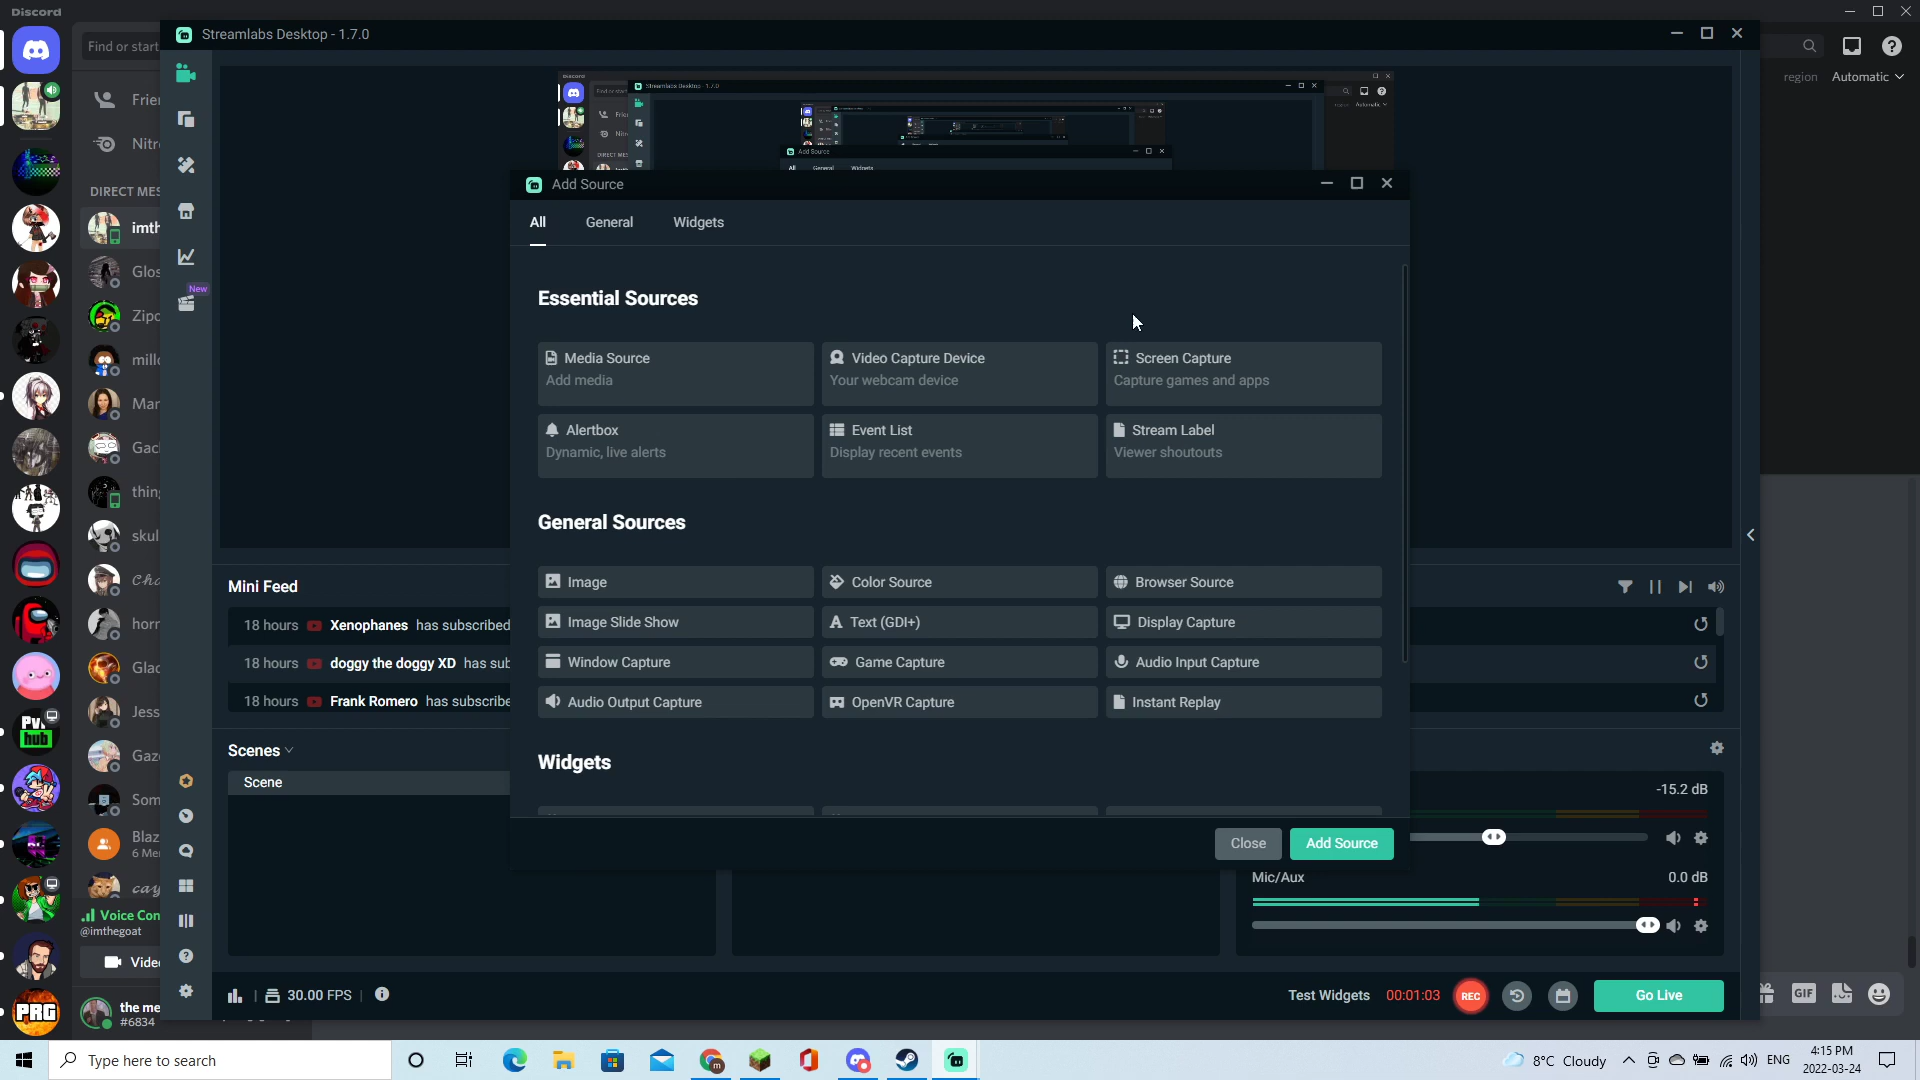 Discord
Streamlabs Desktop - 1.7.0
Find or start
region Automatic
Frie
Nitr
New
DIRECT MES
imth
Glos
Zipo
millo
Mar
Gac
thing
skul
horr
Glac
Jess
Gaz
Som
Blaz
6 Mer
cay
Voice Con
@imthegoat
Vide
the me
#6834
PvP
hub
PRG
Add Source
All General Widgets
Essential Sources
Media Source
Add media
Video Capture Device
Your webcam device
Screen Capture
Capture games and apps
Alertbox
Dynamic, live alerts
Event List
Display recent events
Stream Label
Viewer shoutouts
General Sources
Image
Color Source
Browser Source
Image Slide Show
Text (GDI+)
Display Capture
Window Capture
Game Capture
Audio Input Capture
Audio Output Capture
OpenVR Capture
Instant Replay
Widgets
Close Add Source
Mini Feed
18 hours Xenophanes has subscribed
18 hours doggy the doggy XD has sub
18 hours Frank Romero has subscribe
Scenes
Scene
-15.2 dB
Mic/Aux 0.0 dB
30.00 FPS
Test Widgets 00:01:03 REC Go Live
GIF
Type here to search
8°C Cloudy ENG 4:15 PM
2022-03-24